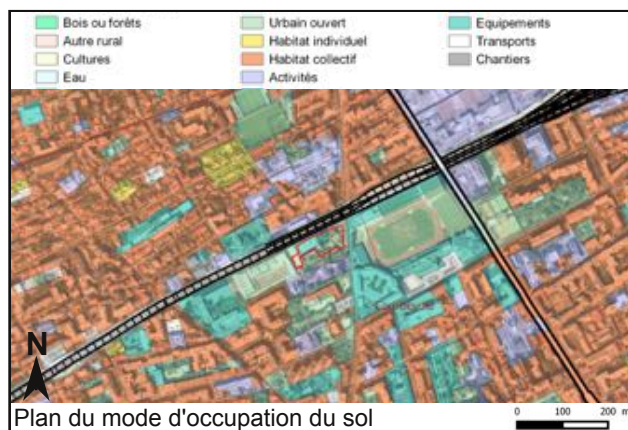 Bois ou forêts
Autre rural
Cultures
Eau
Urbain ouvert
Habitat individuel
Habitat collectif
Activités
Equipements
Transports
Chantiers
N
Plan du mode d'occupation du sol
0 100 200 m